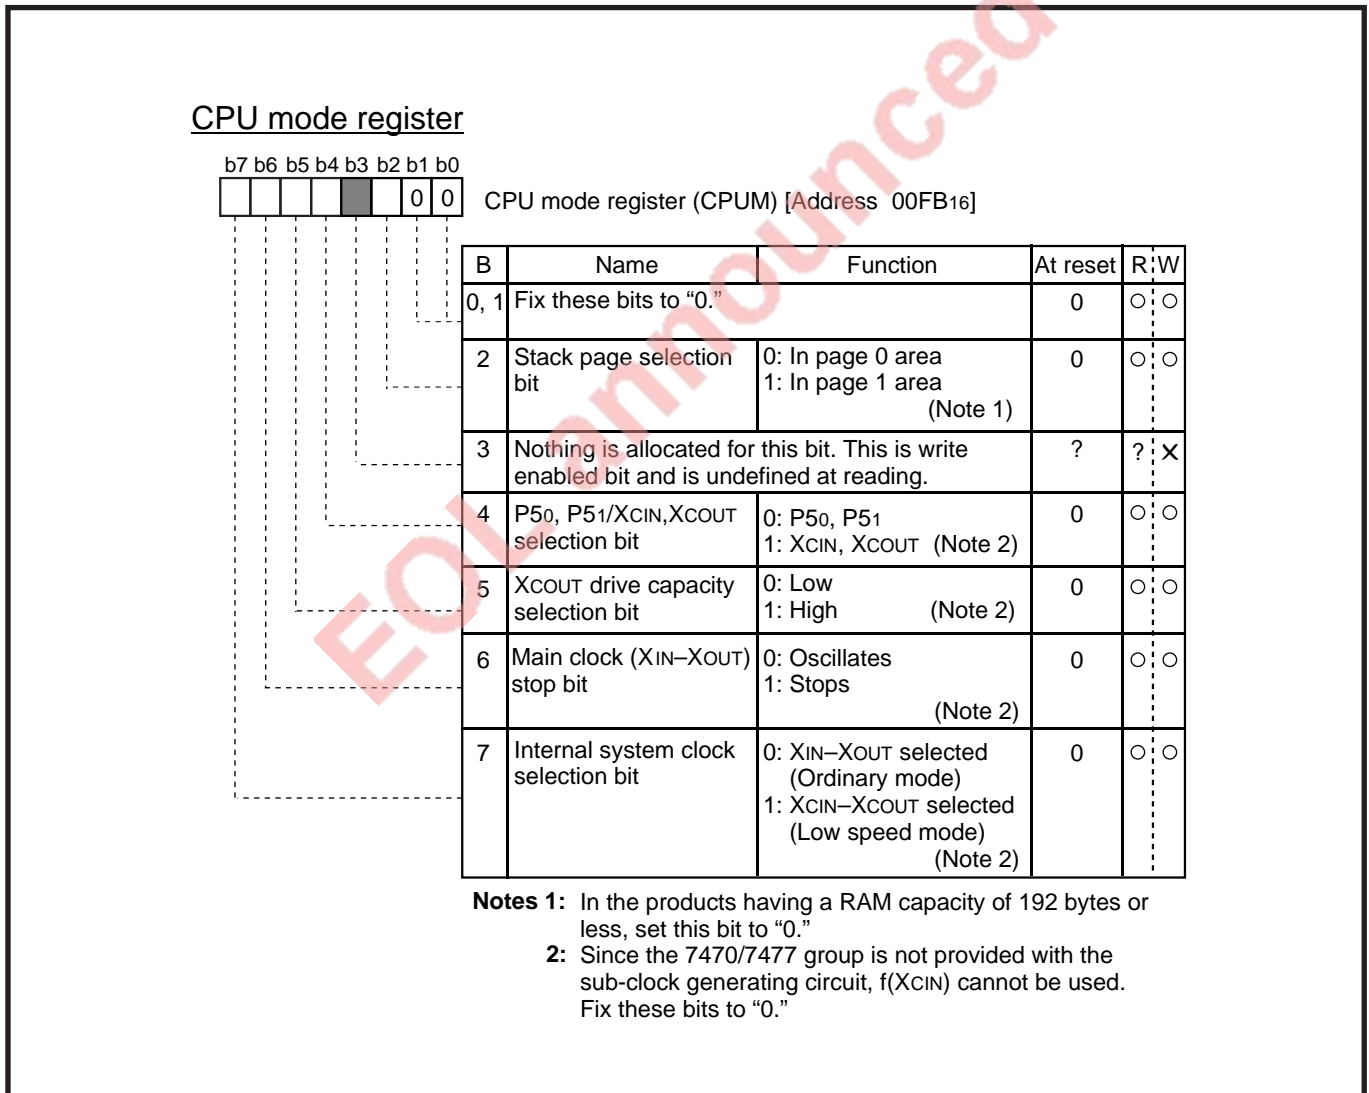 CPU mode register
b7 b6 b5 b4 b3 b2 b1 b0
0 0
CPU mode register (CPUM) [Address 00FB16]
B Name Function At reset R W
0, 1 Fix these bits to “0.” 0 ○ ○
2 Stack page selection bit 0: In page 0 area 0 ○ ○
1: In page 1 area
(Note 1)
3 Nothing is allocated for this bit. This is write ? ? ×
enabled bit and is undefined at reading.
4 P50, P51/XCIN,XCOUT selection bit 0: P50, P51 0 ○ ○
1: XCIN, XCOUT (Note 2)
5 XCOUT drive capacity selection bit 0: Low 0 ○ ○
1: High (Note 2)
6 Main clock (XIN–XOUT) stop bit 0: Oscillates 0 ○ ○
1: Stops
(Note 2)
7 Internal system clock selection bit 0: XIN–XOUT selected 0 ○ ○
(Ordinary mode)
1: XCIN–XCOUT selected
(Low speed mode)
(Note 2)
Notes 1: In the products having a RAM capacity of 192 bytes or
less, set this bit to “0.”
2: Since the 7470/7477 group is not provided with the
sub-clock generating circuit, f(XCIN) cannot be used.
Fix these bits to “0.”
EOL announced